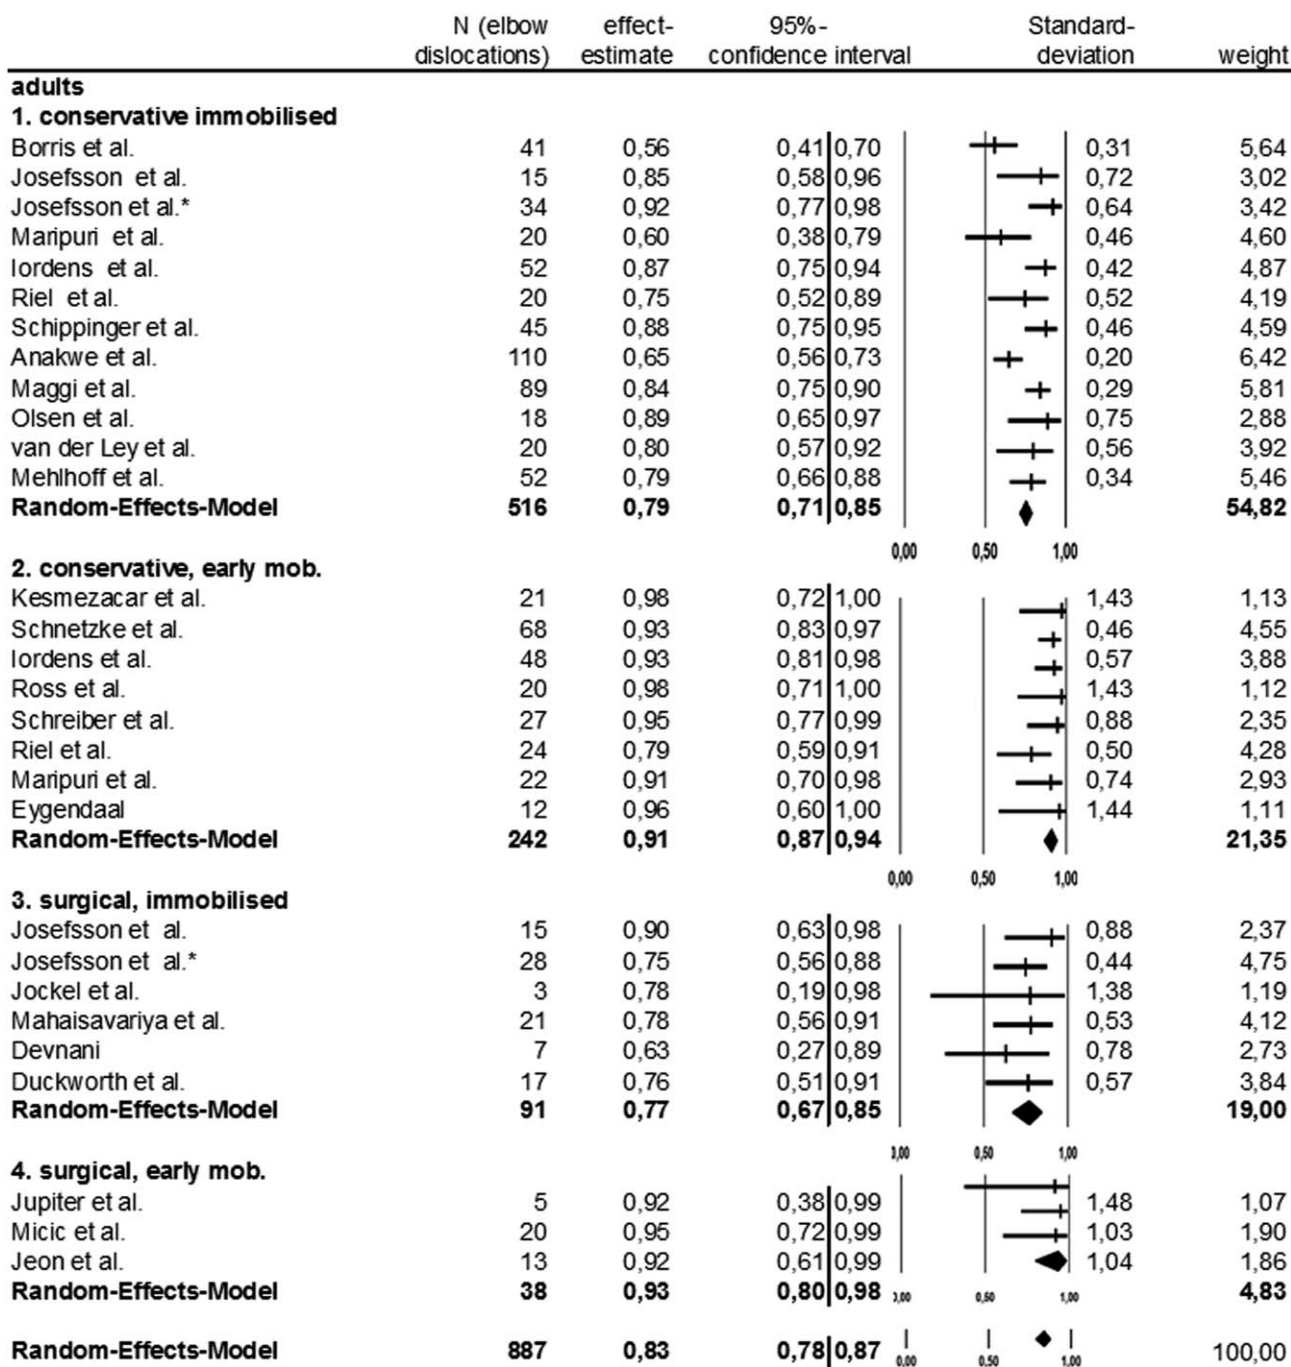 N (elbow effect- 95%- Standard-
dislocations) estimate confidence interval deviation weight
adults
1. conservative immobilised
Borris et al. 41 0,56 0,41 0,70 0,31 5,64
Josefsson et al. 15 0,85 0,58 0,96 0,72 3,02
Josefsson et al.* 34 0,92 0,77 0,98 0,64 3,42
Maripuri et al. 20 0,60 0,38 0,79 0,46 4,60
Iordens et al. 52 0,87 0,75 0,94 0,42 4,87
Riel et al. 20 0,75 0,52 0,89 0,52 4,19
Schippinger et al. 45 0,88 0,75 0,95 0,46 4,59
Anakwe et al. 110 0,65 0,56 0,73 0,20 6,42
Maggi et al. 89 0,84 0,75 0,90 0,29 5,81
Olsen et al. 18 0,89 0,65 0,97 0,75 2,88
van der Ley et al. 20 0,80 0,57 0,92 0,56 3,92
Mehlhoff et al. 52 0,79 0,66 0,88 0,34 5,46
Random-Effects-Model 516 0,79 0,71 0,85 54,82
0,00 0,50 1,00
2. conservative, early mob.
Kesmezacar et al. 21 0,98 0,72 1,00 1,43 1,13
Schnetzke et al. 68 0,93 0,83 0,97 0,46 4,55
Iordens et al. 48 0,93 0,81 0,98 0,57 3,88
Ross et al. 20 0,98 0,71 1,00 1,43 1,12
Schreiber et al. 27 0,95 0,77 0,99 0,88 2,35
Riel et al. 24 0,79 0,59 0,91 0,50 4,28
Maripuri et al. 22 0,91 0,70 0,98 0,74 2,93
Eygendaal 12 0,96 0,60 1,00 1,44 1,11
Random-Effects-Model 242 0,91 0,87 0,94 21,35
0,00 0,50 1,00
3. surgical, immobilised
Josefsson et al. 15 0,90 0,63 0,98 0,88 2,37
Josefsson et al.* 28 0,75 0,56 0,88 0,44 4,75
Jockel et al. 3 0,78 0,19 0,98 1,38 1,19
Mahaisavariya et al. 21 0,78 0,56 0,91 0,53 4,12
Devnani 7 0,63 0,27 0,89 0,78 2,73
Duckworth et al. 17 0,76 0,51 0,91 0,57 3,84
Random-Effects-Model 91 0,77 0,67 0,85 19,00
0,00 0,50 1,00
4. surgical, early mob.
Jupiter et al. 5 0,92 0,38 0,99 1,48 1,07
Micic et al. 20 0,95 0,72 0,99 1,03 1,90
Jeon et al. 13 0,92 0,61 0,99 1,04 1,86
Random-Effects-Model 38 0,93 0,80 0,98 0,00 0,50 1,00 4,83
Random-Effects-Model 887 0,83 0,78 0,87 0,00 0,50 1,00 100,00